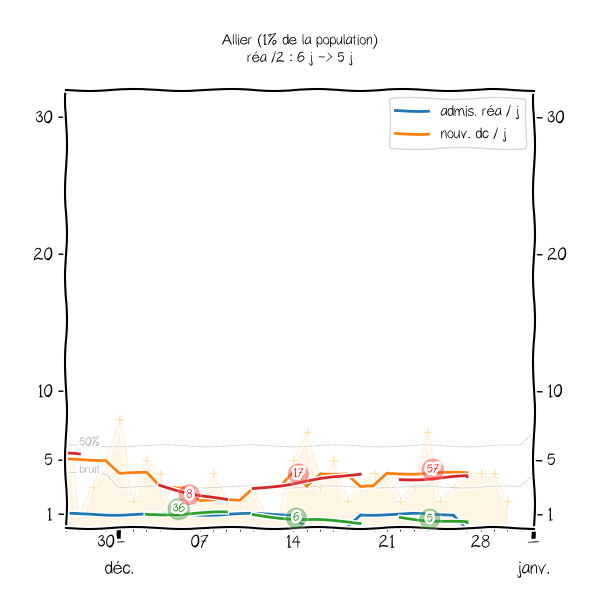 Allier (1% de la population)
réa /2 : 6 j -> 5 j
admis. réa / j
nouv. dc / j
30 30
20 20
10 10
50%
5 5
bruit
57
17
8
36
6
5
1 1
30 07 14 21 28
déc. janv.